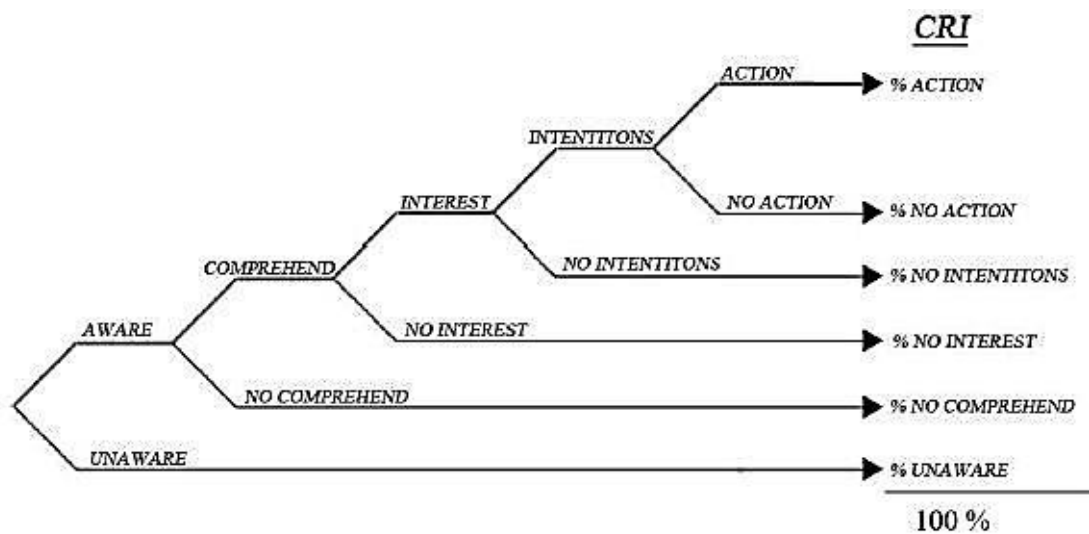 CRI
ACTION
% ACTION
INTENTITONS
INTEREST
NO ACTION
% NO ACTION
COMPREHEND
NO INTENTITONS
% NO INTENTITONS
AWARE
NO INTEREST
% NO INTEREST
NO COMPREHEND
% NO COMPREHEND
UNAWARE
% UNAWARE
100 %